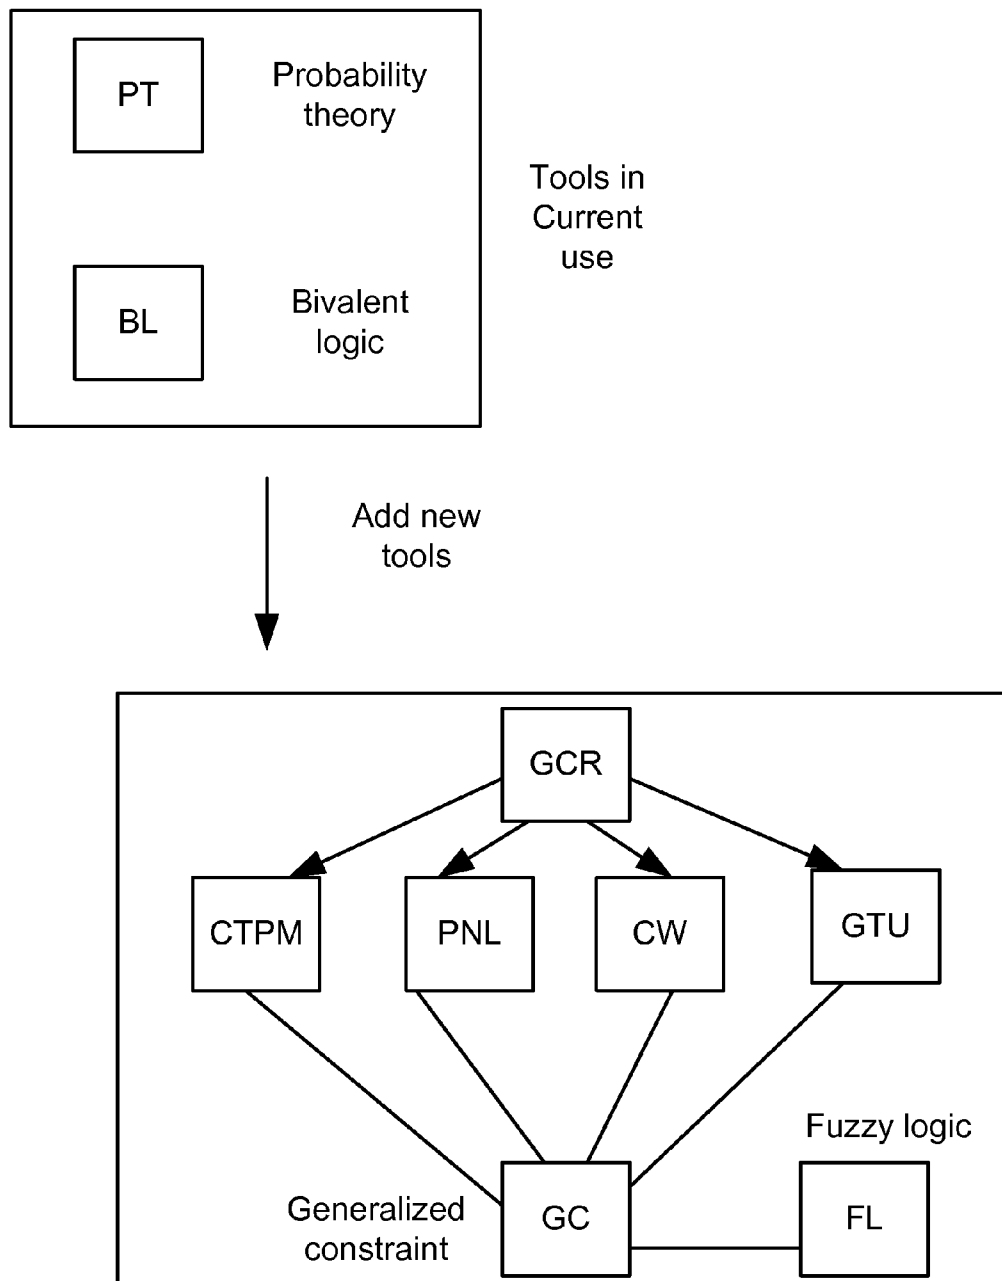 PT
Probability
theory
Tools in
Current
use
BL
Bivalent
logic
Add new
tools
GCR
CTPM
PNL
CW
GTU
Fuzzy logic
Generalized
constraint
GC
FL